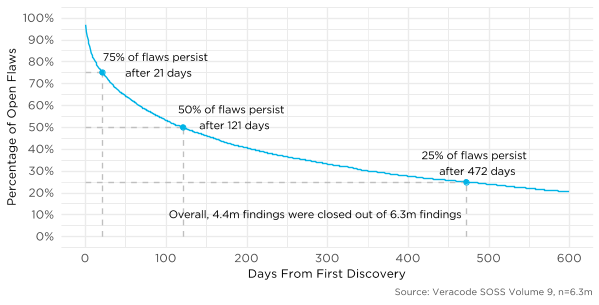 100%
90%
80%
70%
60%
50%
40%
30%
20%
10%
0%
Percentage of Open Flaws
75% of flaws persist
after 21 days
50% of flaws persist
after 121 days
25% of flaws persist
after 472 days
Overall, 4.4m findings were closed out of 6.3m findings
0 100 200 300 400 500 600
Days From First Discovery
Source: Veracode SOSS Volume 9, n=6.3m